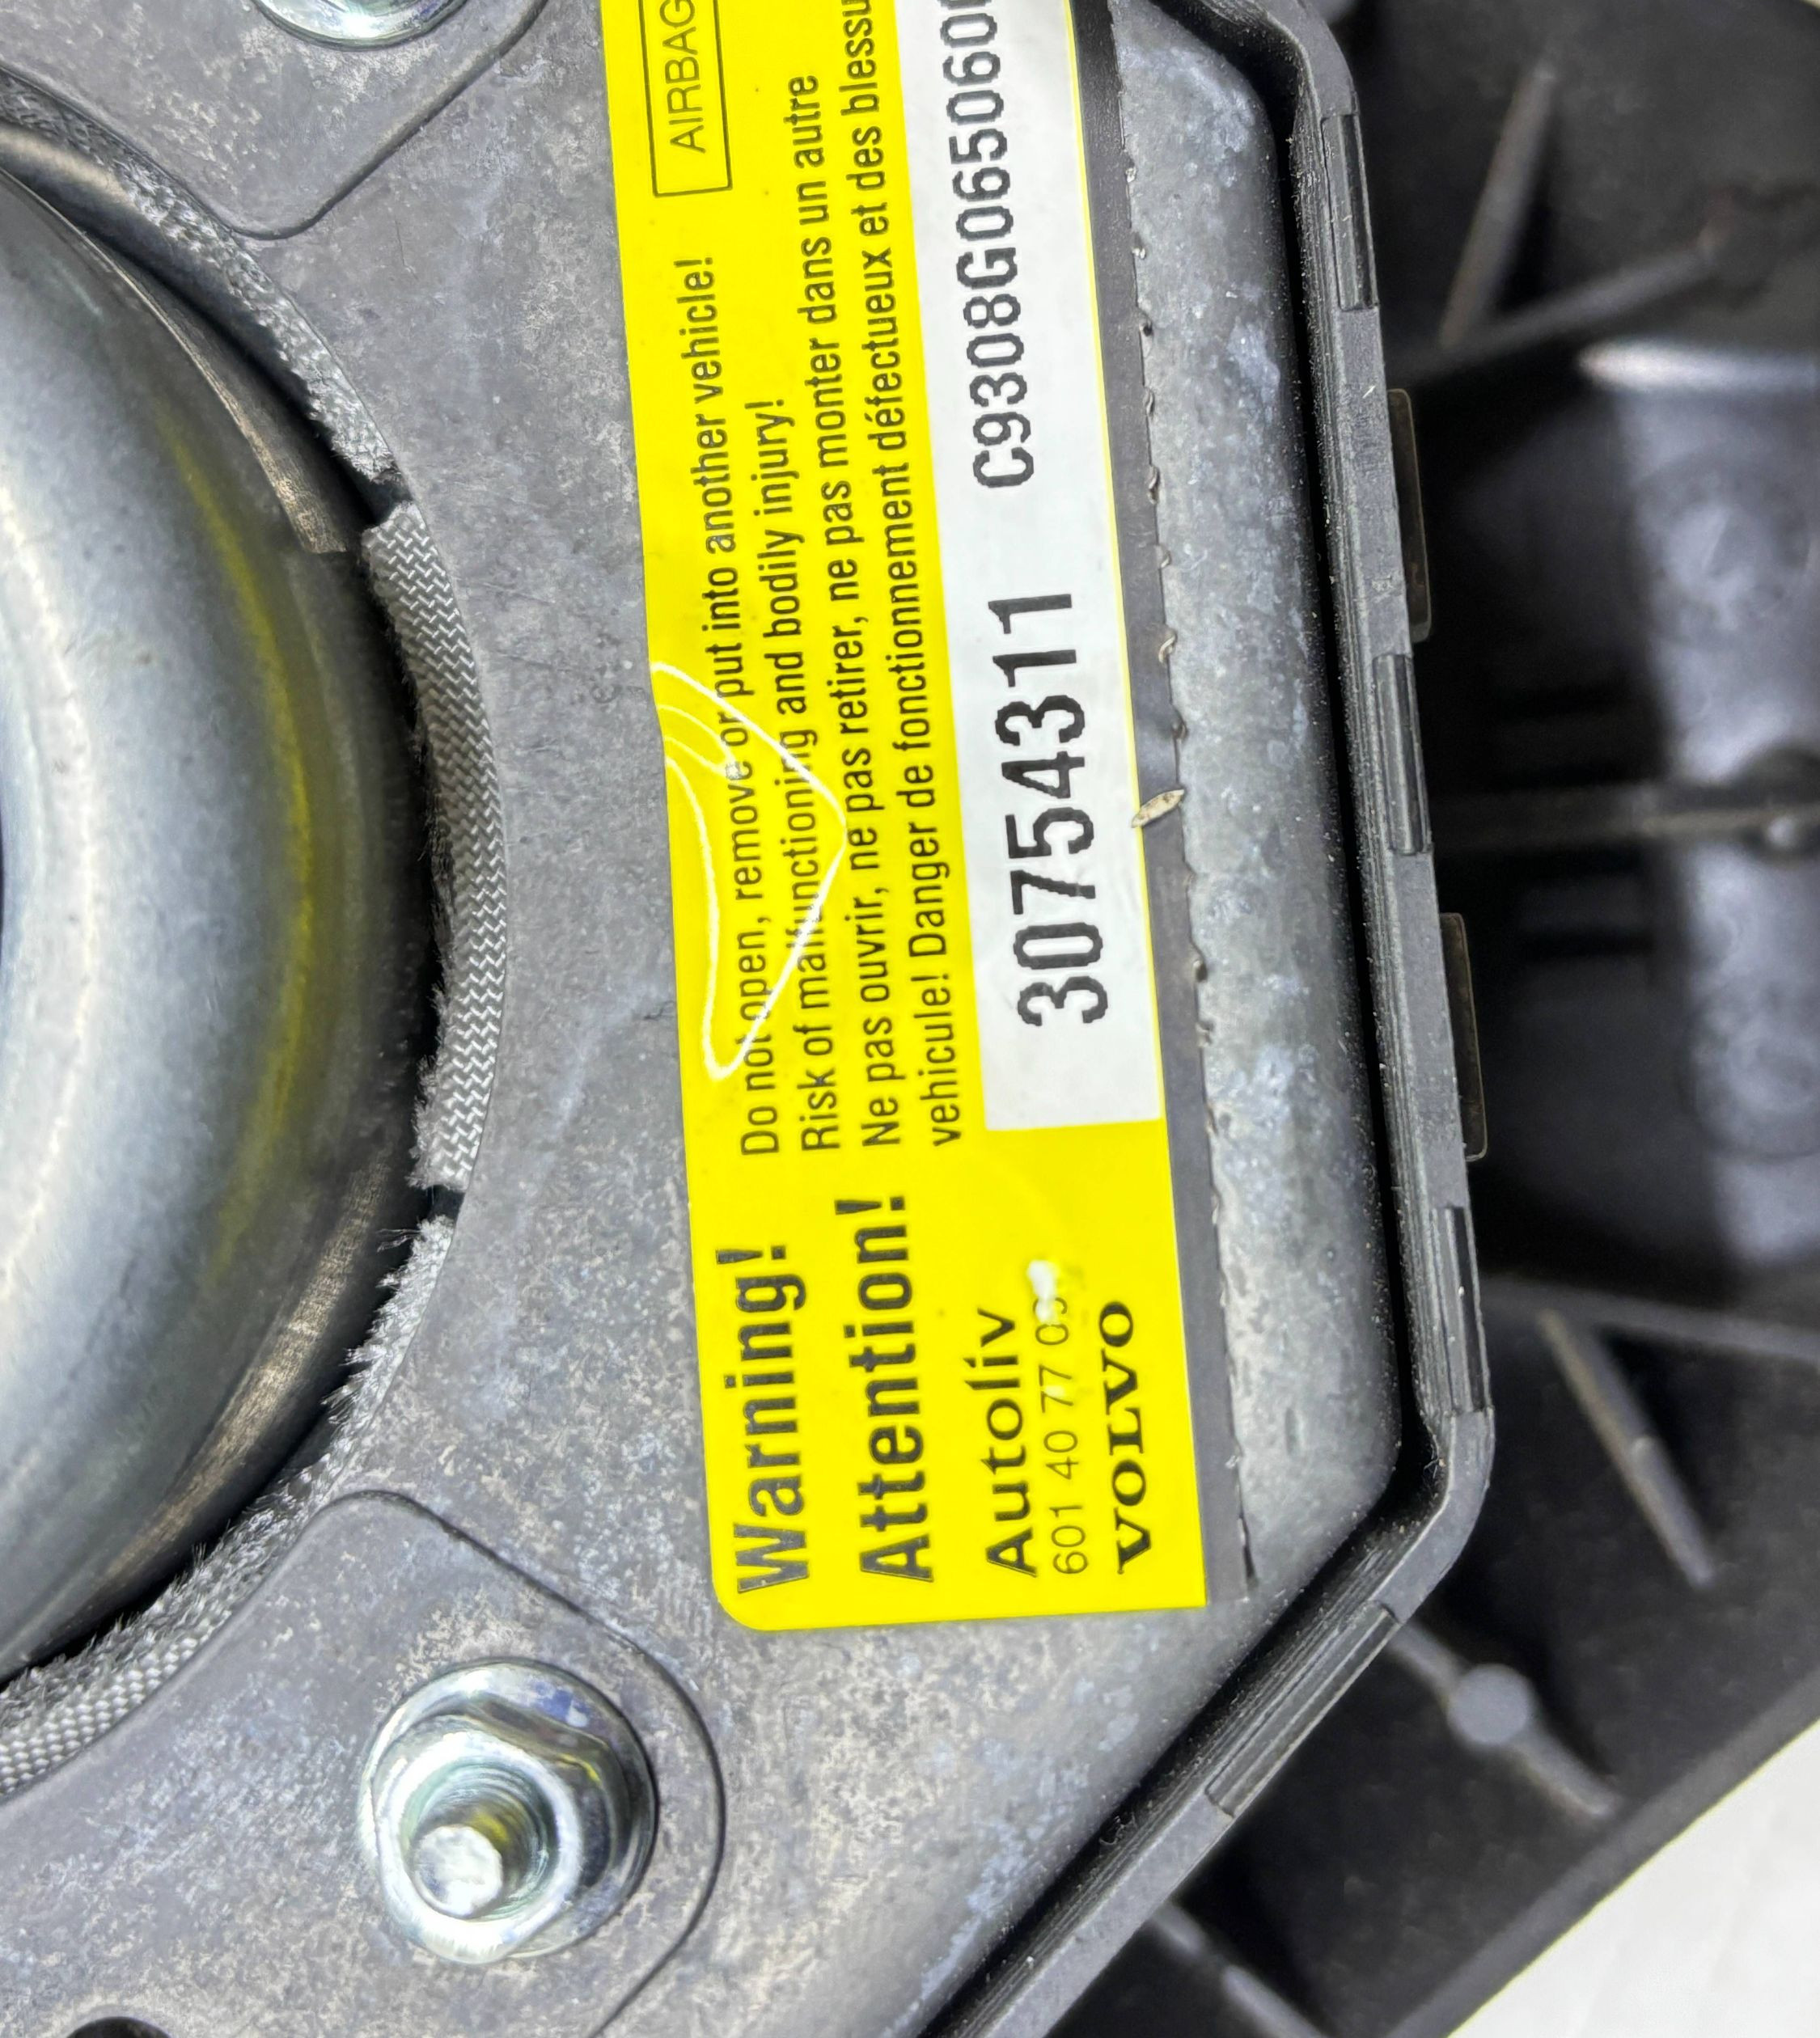 Warning!
Do not open, remove or put into another vehicle!
Risk of malfunctioning and bodily injury!
AIRBAG
Attention!
Ne pas ouvrir, ne pas retirer, ne pas monter dans un autre
vehicule! Danger de fonctionnement défectueux et des
Autoliv
601 40 77
VOLVO
30754311 C9308G06506